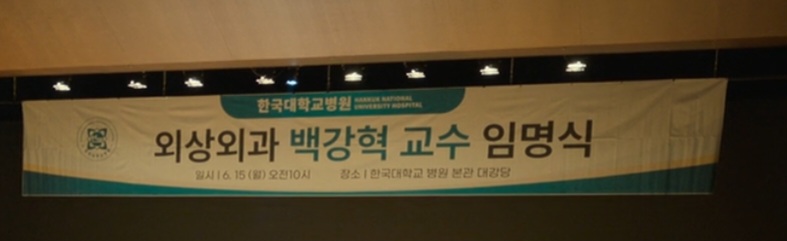 한국대학교병원 HANKUK NATIONAL UNIVERSITY HOSPITAL
외상외과 백강혁 교수 임명식
일시 | 6. 15 (월) 오전10시 장소 | 한국대학교 병원 본관 대강당